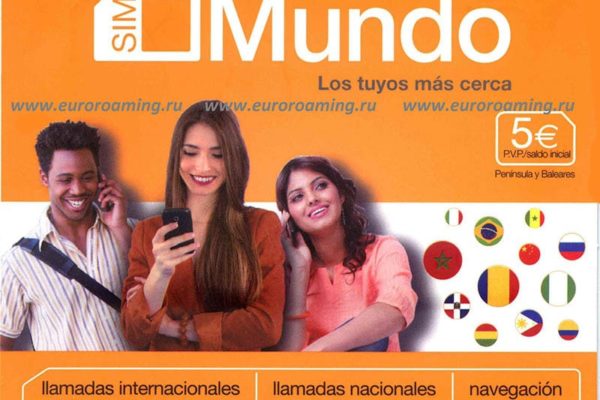 SIM
Mundo
Los tuyos más cerca
www.euroroaming.ru www.euroroaming.ru www.euroroaming.ru
5€
P.V.P./saldo inicial
Península y Baleares
llamadas internacionales llamadas nacionales navegación